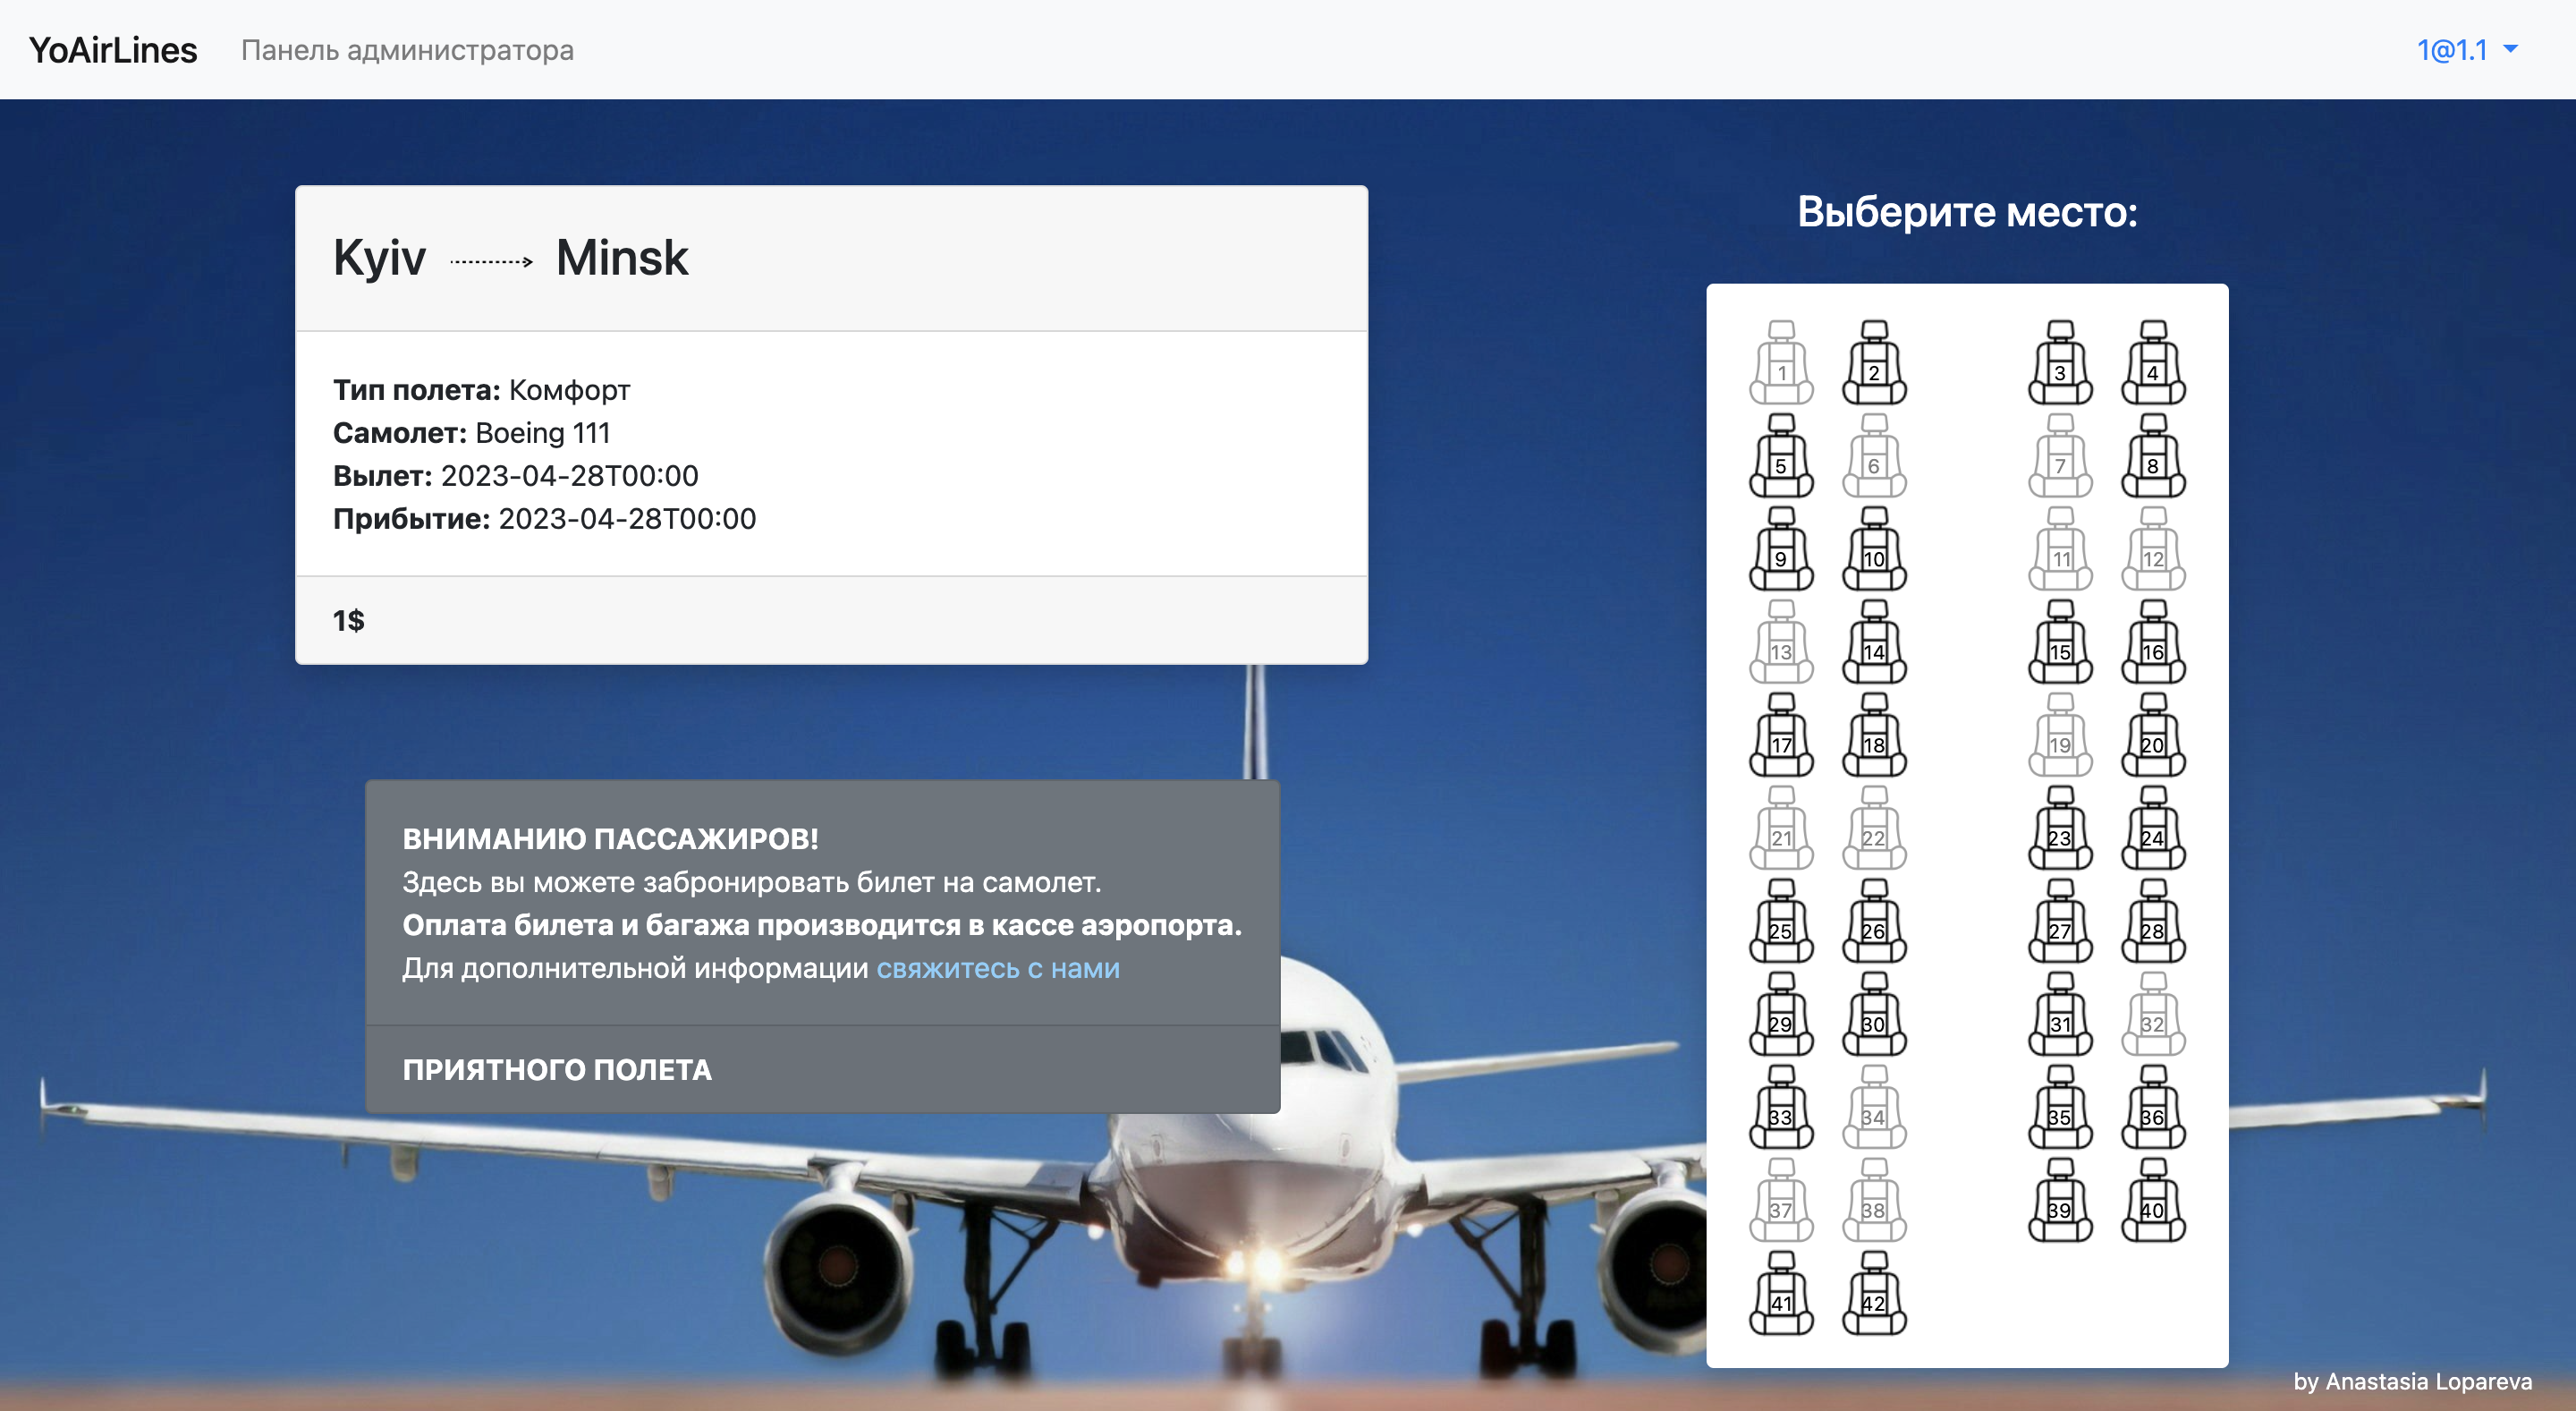 YoAirLines Панель администратора 1@1.1
Kyiv Minsk
Тип полета: Комфорт
Самолет: Boeing 111
Вылет: 2023-04-28T00:00
Прибытие: 2023-04-28T00:00
1$
ВНИМАНИЮ ПАССАЖИРОВ!
Здесь вы можете забронировать билет на самолет.
Оплата билета и багажа производится в кассе аэропорта.
Для дополнительной информации свяжитесь с нами
ПРИЯТНОГО ПОЛЕТА
Выберите место:
1 2 3 4
5 6 7 8
9 10 11 12
13 14 15 16
17 18 19 20
21 22 23 24
25 26 27 28
29 30 31 32
33 34 35 36
37 38 39 40
41 42
by Anastasia Lopareva